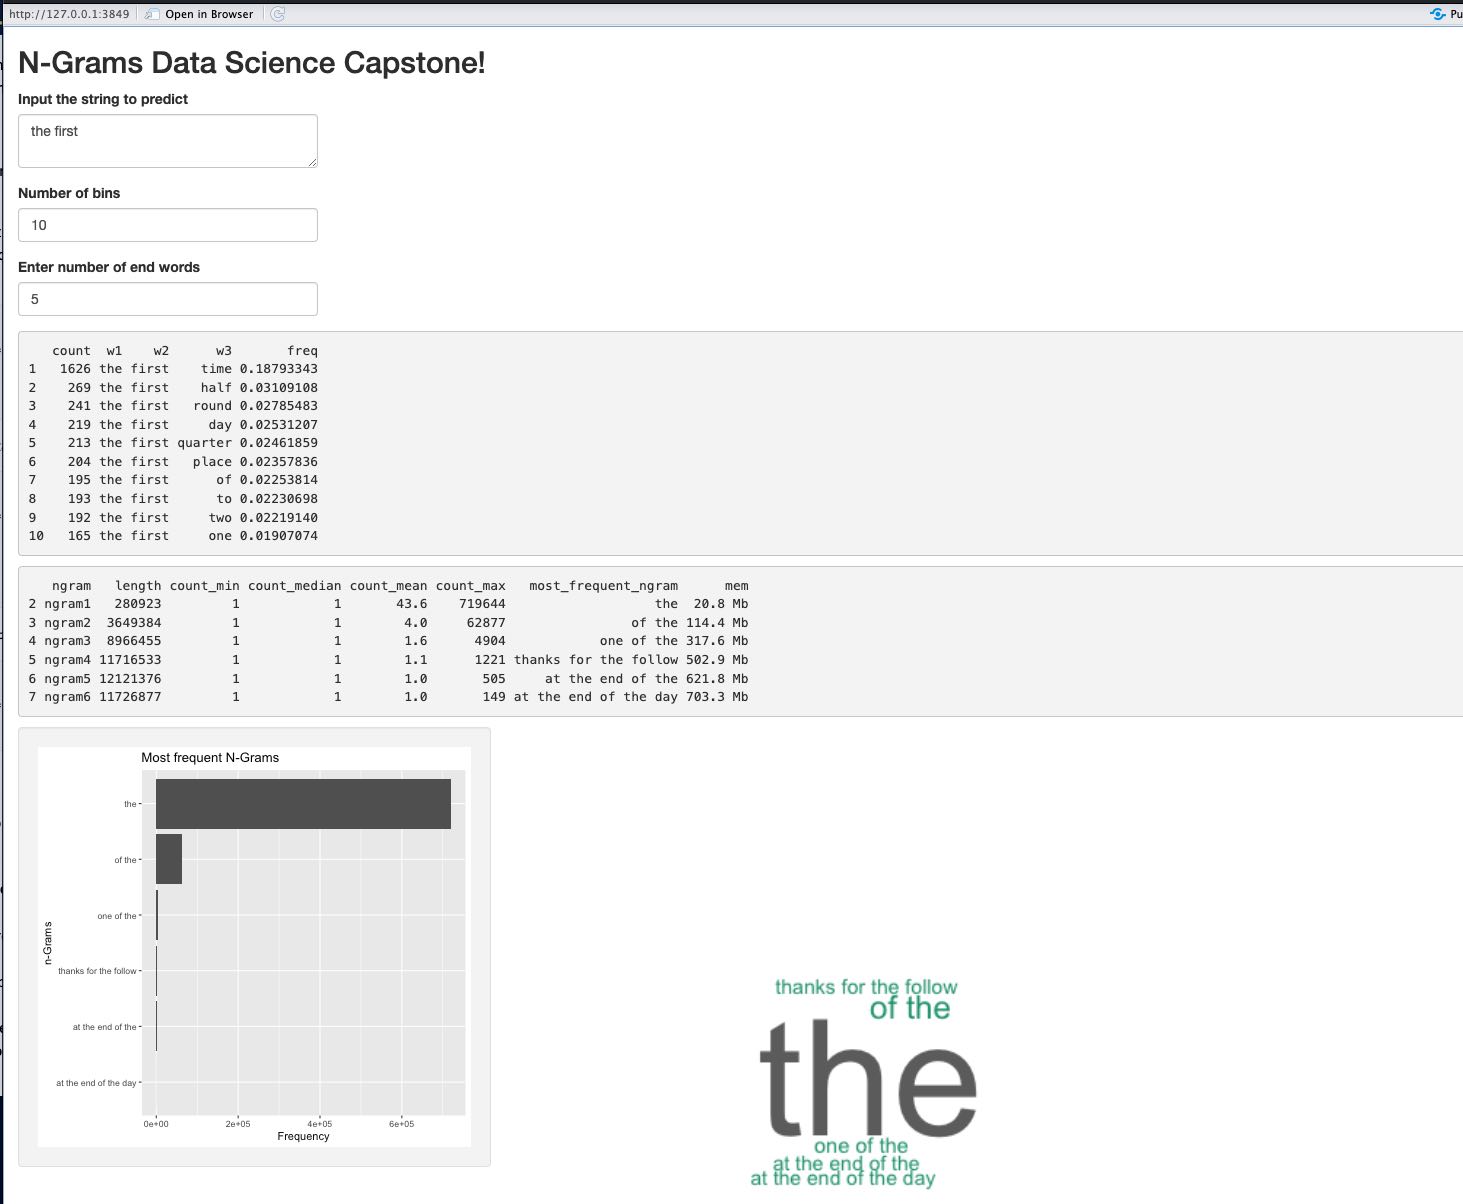 http://127.0.0.1:3849 Open in Browser Pu
N-Grams Data Science Capstone!
Input the string to predict
the first
Number of bins
10
Enter number of end words
5
count w1 w2 w3 freq
1 1626 the first time 0.18793343
2 269 the first half 0.03109108
3 241 the first round 0.02785483
4 219 the first day 0.02531207
5 213 the first quarter 0.02461859
6 204 the first place 0.02357836
7 195 the first of 0.02253814
8 193 the first to 0.02230698
9 192 the first two 0.02219140
10 165 the first one 0.01907074
ngram length count_min count_median count_mean count_max most_frequent_ngram mem
2 ngram1 280923 1 1 43.6 719644 the 20.8 Mb
3 ngram2 3649384 1 1 4.0 62877 of the 114.4 Mb
4 ngram3 8966455 1 1 1.6 4904 one of the 317.6 Mb
5 ngram4 11716533 1 1 1.1 1221 thanks for the follow 502.9 Mb
6 ngram5 12121376 1 1 1.0 505 at the end of the 621.8 Mb
7 ngram6 11726877 1 1 1.0 149 at the end of the day 703.3 Mb
Most frequent N-Grams
the
of the
one of the
thanks for the follow
at the end of the
at the end of the day
n-Grams
0e+00 2e+05 4e+05 6e+05
Frequency
thanks for the follow
of the
the
one of the
at the end of the
at the end of the day